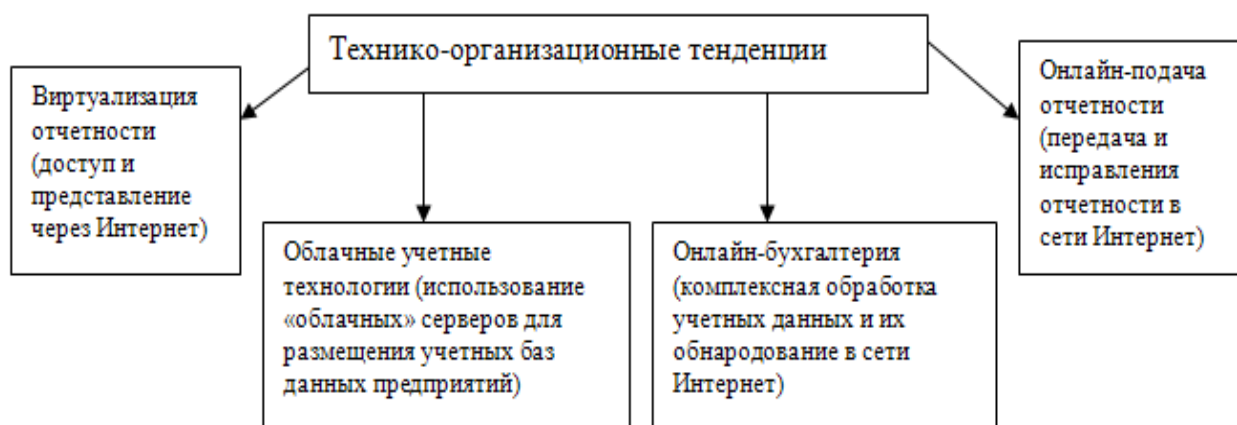 Технико-организационные тенденции
Виртуализация
отчетности
(доступ и
представление
через Интернет)
Облачные учетные
технологии (использование
«облачных» серверов для
размещения учетных баз
данных предприятий)
Онлайн-бухгалтерия
(комплексная обработка
учетных данных и их
обнародование в сети
Интернет)
Онлайн-подача
отчетности
(передача и
исправления
отчетности в
сети Интернет)